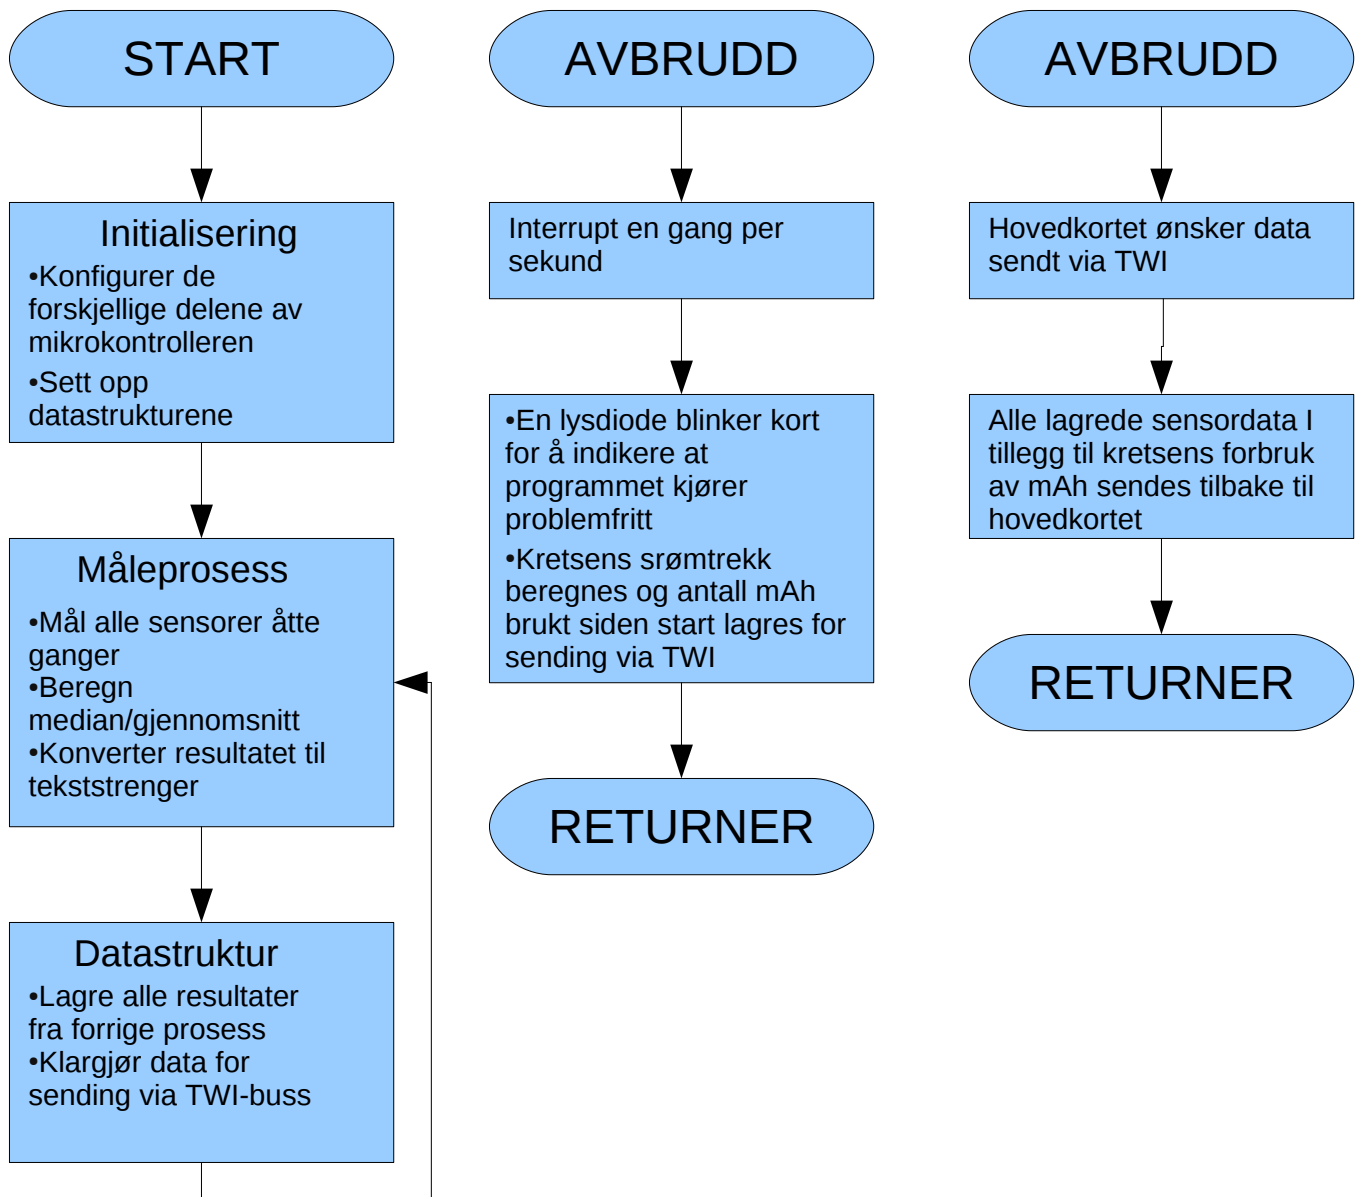 START
Initialisering
•Konfigurer de
forskjellige delene av
mikrokontrolleren
•Sett opp
datastrukturene
Måleprosess
•Mål alle sensorer åtte
ganger
•Beregn
median/gjennomsnitt
•Konverter resultatet til
tekststrenger
Datastruktur
•Lagre alle resultater
fra forrige prosess
•Klargjør data for
sending via TWI-buss
AVBRUDD
Interrupt en gang per
sekund
•En lysdiode blinker kort
for å indikere at
programmet kjører
problemfritt
•Kretsens srømtrekk
beregnes og antall mAh
brukt siden start lagres for
sending via TWI
RETURNER
AVBRUDD
Hovedkortet ønsker data
sendt via TWI
Alle lagrede sensordata I
tillegg til kretsens forbruk
av mAh sendes tilbake til
hovedkortet
RETURNER